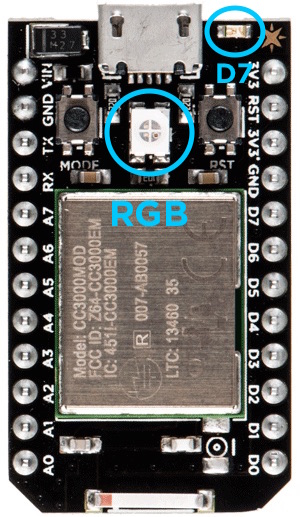 33
1427
D7
VIN
GND
TX
RX
A7
A6
A5
A4
A3
A2
A1
A0
3V3
RST
3V3*
GND
D7
D6
D5
D4
D3
D2
D1
D0
MODE
RST
RGB
Model: CC3000MOD
FCC ID: Z64-CC3000EM
IC: 451I-CC3000EM
R 007-AB0057
LTC: 13460 35